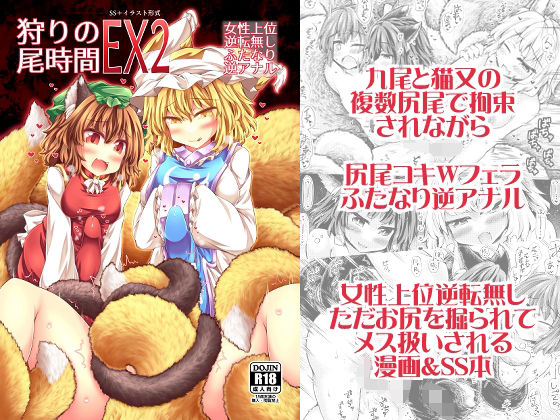 SS+イラスト形式
狩りの
尾時間
EX2
女性上位
逆転無し
ふたなり
逆アナル
DOJIN
R18
成人向け
九尾と猫又の
複数尻尾で拘束
されながら
尻尾コキWフェラ
ふたなり逆アナル
女性上位逆転無し
ただお尻を掘られて
メス扱いされる
漫画&SS本